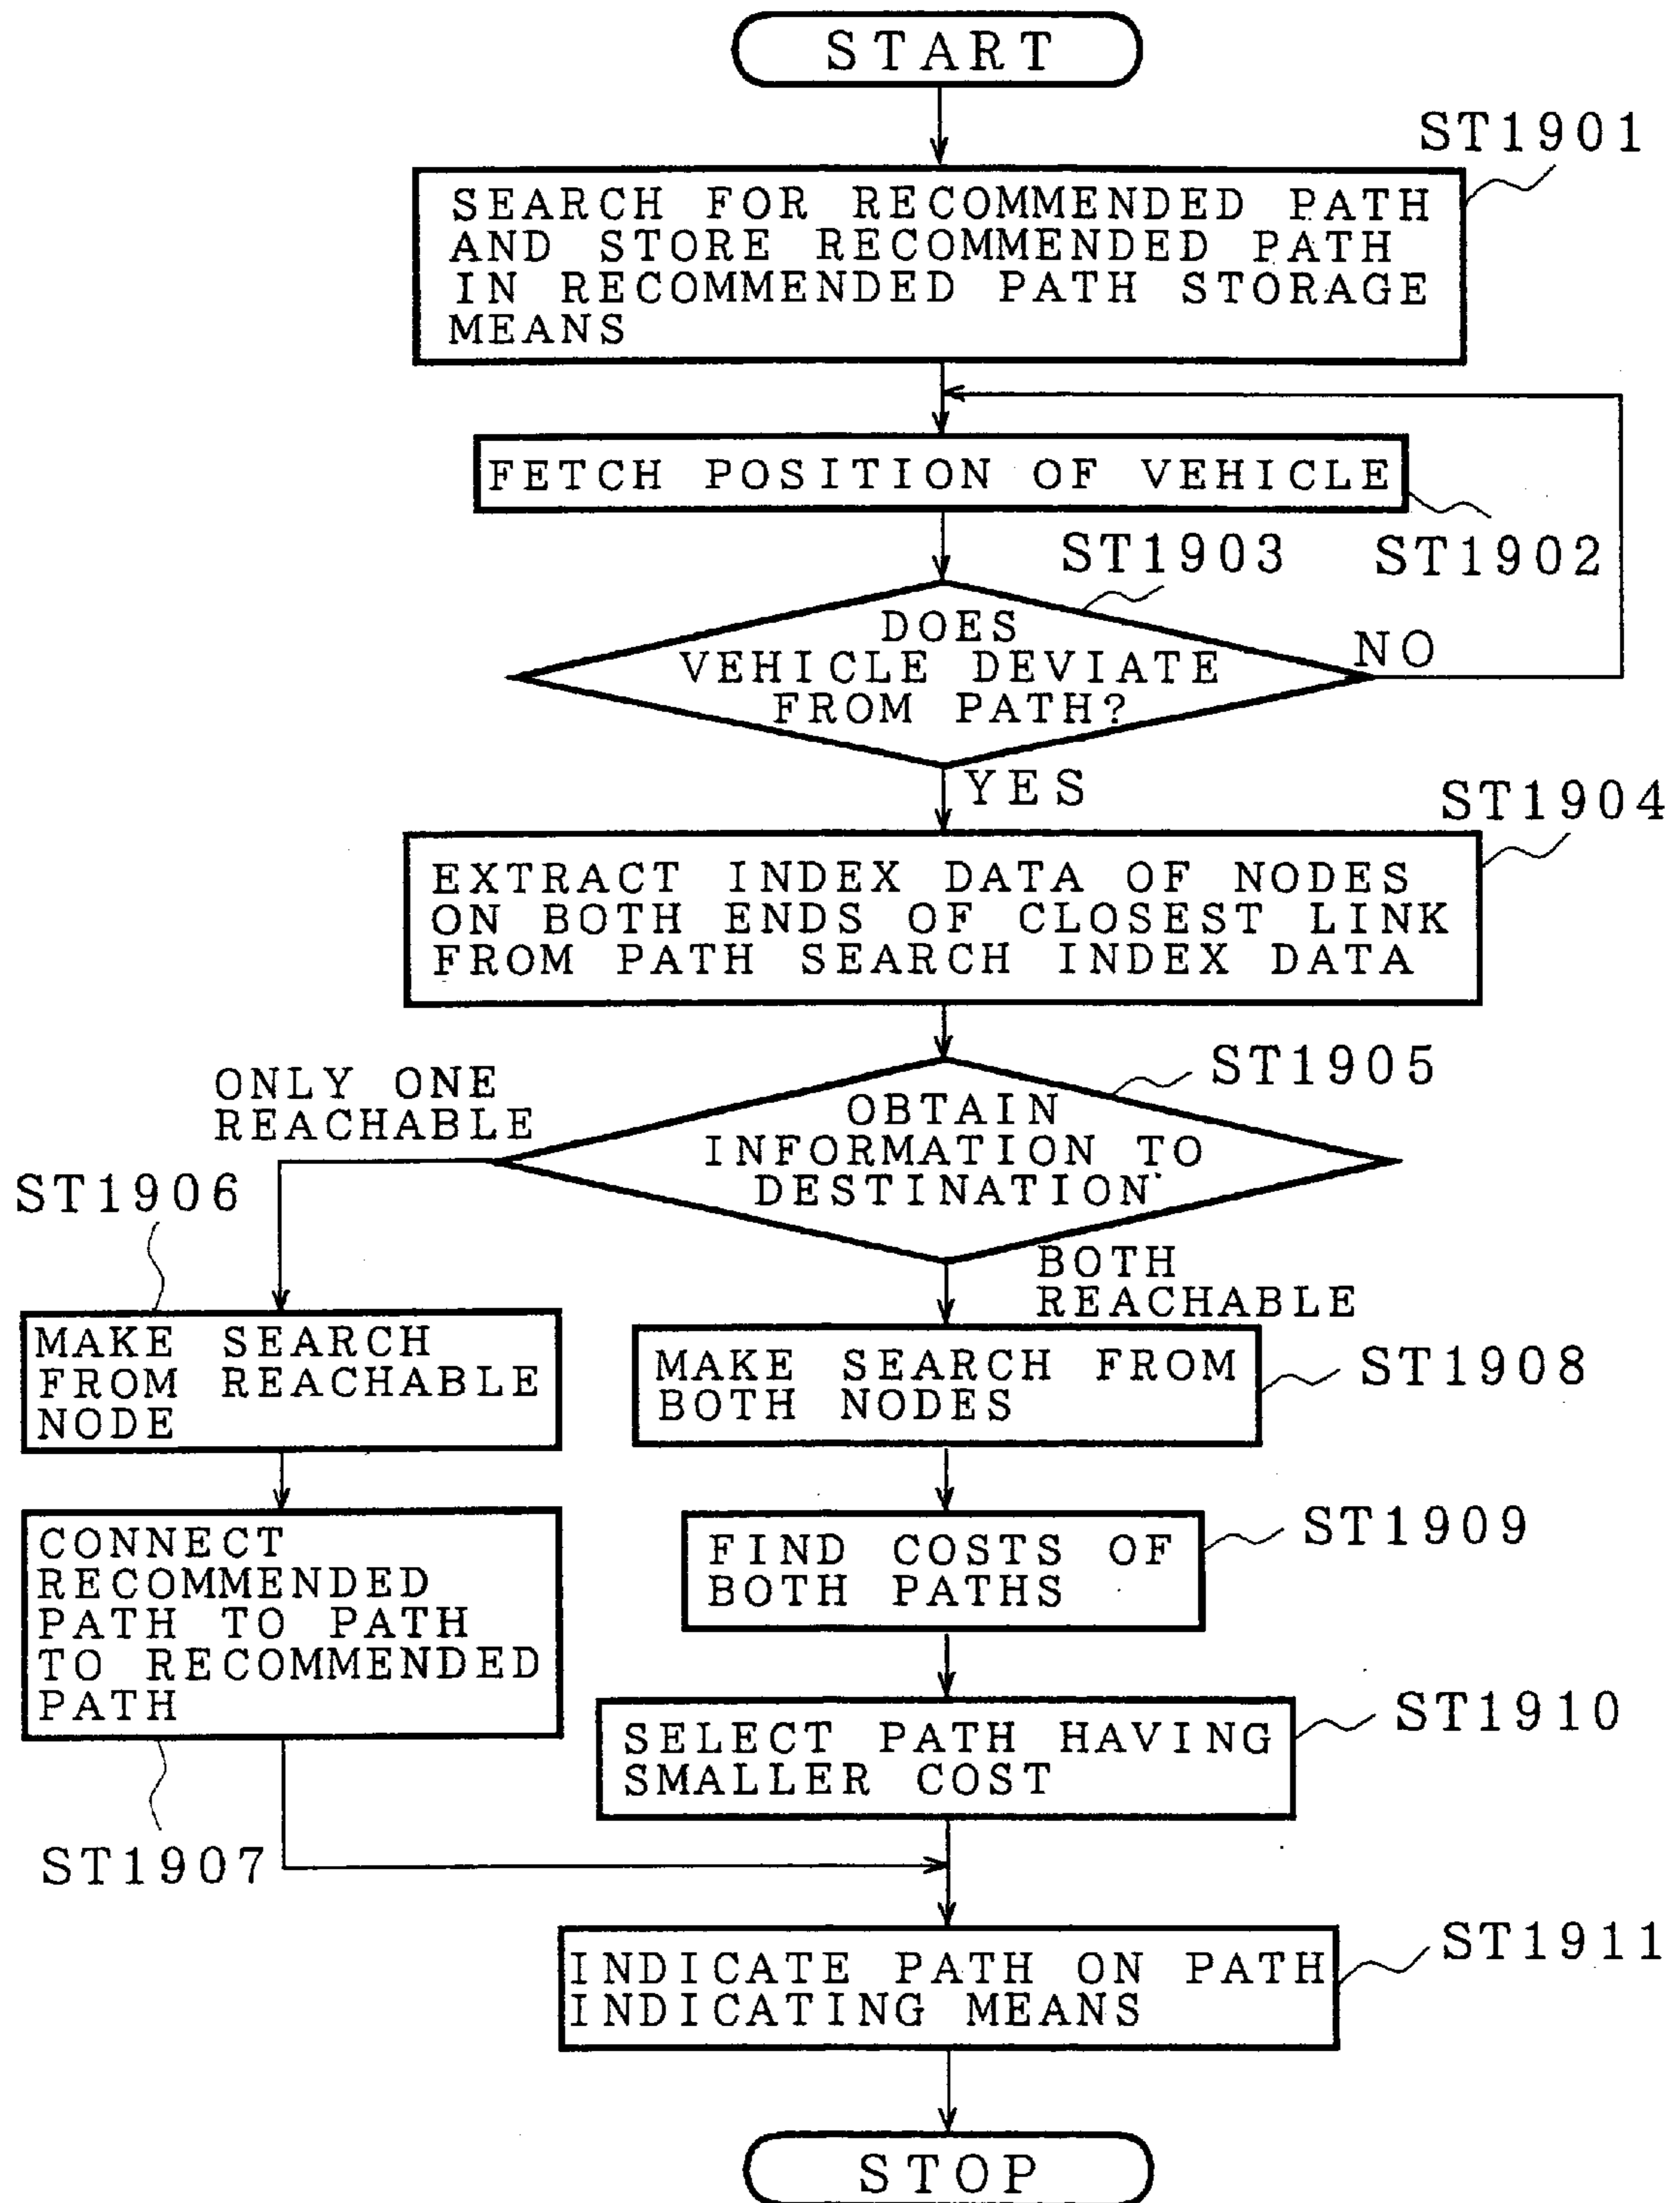 START
ST1901
SEARCH FOR RECOMMENDED PATH
AND STORE RECOMMENDED PATH
IN RECOMMENDED PATH STORAGE
MEANS
FETCH POSITION OF VEHICLE
ST1902
ST1903
DOES
VEHICLE DEVIATE
FROM PATH?
NO
YES
ST1904
EXTRACT INDEX DATA OF NODES
ON BOTH ENDS OF CLOSEST LINK
FROM PATH SEARCH INDEX DATA
ST1905
OBTAIN
INFORMATION TO
DESTINATION
ONLY ONE
REACHABLE
BOTH
REACHABLE
ST1906
MAKE SEARCH
FROM REACHABLE
NODE
CONNECT
RECOMMENDED
PATH TO PATH
TO RECOMMENDED
PATH
ST1907
MAKE SEARCH FROM
BOTH NODES
ST1908
FIND COSTS OF
BOTH PATHS
ST1909
SELECT PATH HAVING
SMALLER COST
ST1910
INDICATE PATH ON PATH
INDICATING MEANS
ST1911
STOP